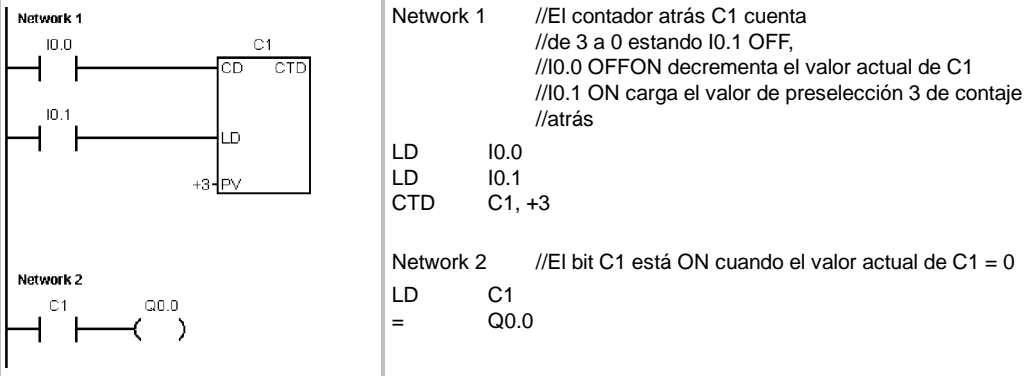 Network 1
I0.0
C1
CD CTD
I0.1
LD
+3 PV
Network 2
C1 Q0.0
Network 1 //El contador atrás C1 cuenta
//de 3 a 0 estando I0.1 OFF,
//I0.0 OFFON decrementa el valor actual de C1
//I0.1 ON carga el valor de preselección 3 de contaje
//atrás
LD I0.0
LD I0.1
CTD C1, +3
Network 2 //El bit C1 está ON cuando el valor actual de C1 = 0
LD C1
= Q0.0